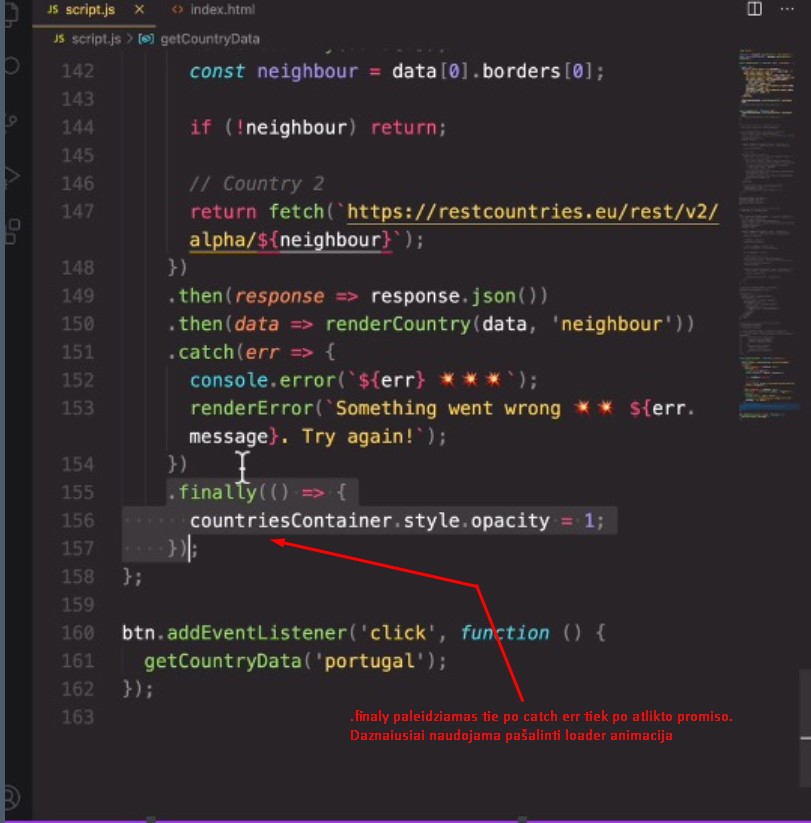 JS script.js × <> index.html
JS script.js > getCountryData
142 const neighbour = data[0].borders[0];
143
144 if (!neighbour) return;
145
146 // Country 2
147 return fetch(`https://restcountries.eu/rest/v2/
alpha/${neighbour}`);
148 })
149 .then(response => response.json())
150 .then(data => renderCountry(data, 'neighbour'))
151 .catch(err => {
152 console.error(`${err} 💥💥💥`);
153 renderError(`Something went wrong 💥💥 ${err.
message}. Try again!`);
154 })
155 .finally(() => {
156 countriesContainer.style.opacity = 1;
157 });
158 };
159
160 btn.addEventListener('click', function () {
161 getCountryData('portugal');
162 });
163
.finaly paleidziamas tie po catch err tiek po atlikto promiso.
Daznaiusiai naudojama pašalinti loader animacija